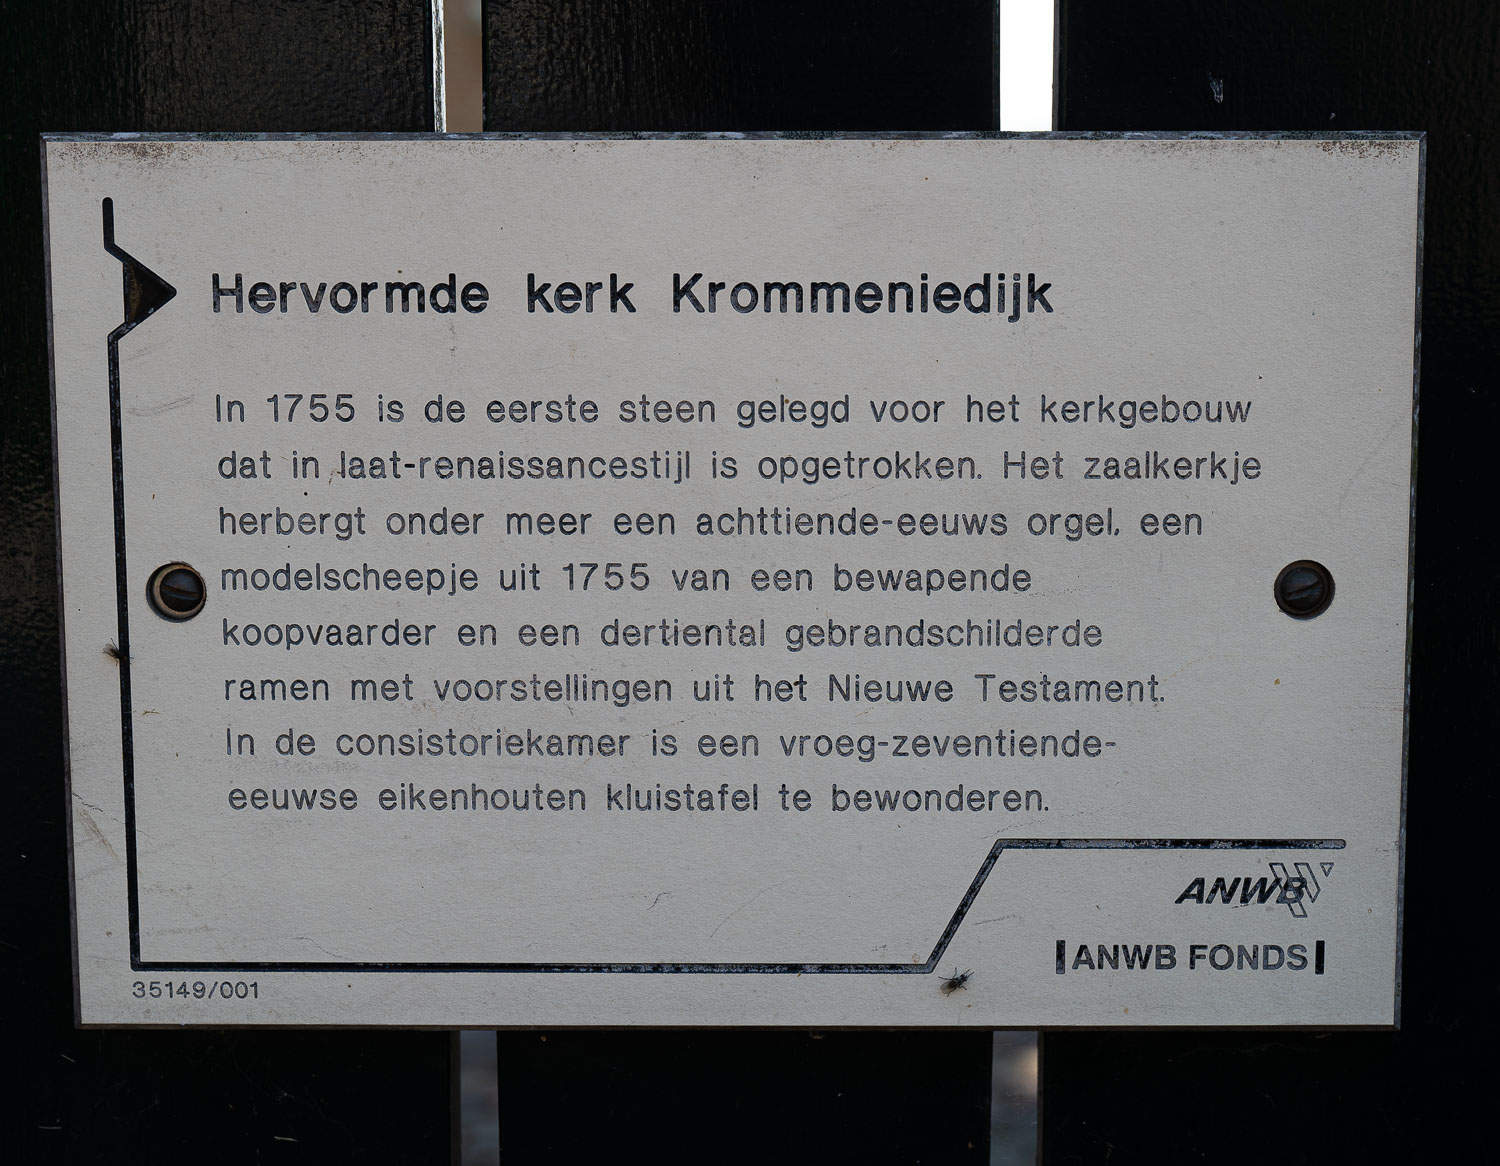 Hervormde kerk Krommeniedijk
In 1755 is de eerste steen gelegd voor het kerkgebouw
dat in laat-renaissancestijl is opgetrokken. Het zaalkerkje
herbergt onder meer een achttiende-eeuws orgel, een
modelscheepje uit 1755 van een bewapende
koopvaarder en een dertiental gebrandschilderde
ramen met voorstellingen uit het Nieuwe Testament.
In de consistoriekamer is een vroeg-zeventiende-
eeuwse eikenhouten kluistafel te bewonderen.
ANWB
ANWB FONDS
35149/001